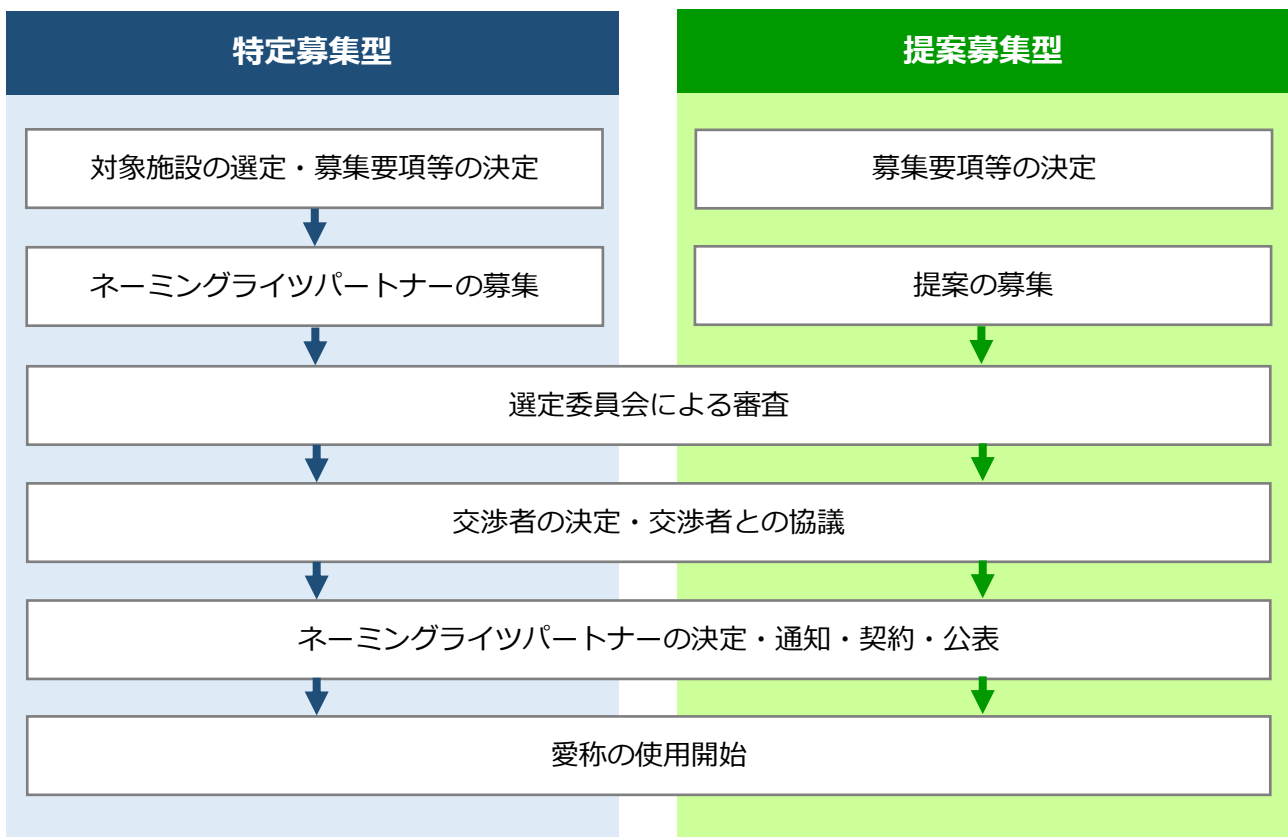 特定募集型
提案募集型
対象施設の選定・募集要項等の決定
募集要項等の決定
ネーミングライツパートナーの募集
提案の募集
選定委員会による審査
交渉者の決定・交渉者との協議
ネーミングライツパートナーの決定・通知・契約・公表
愛称の使用開始